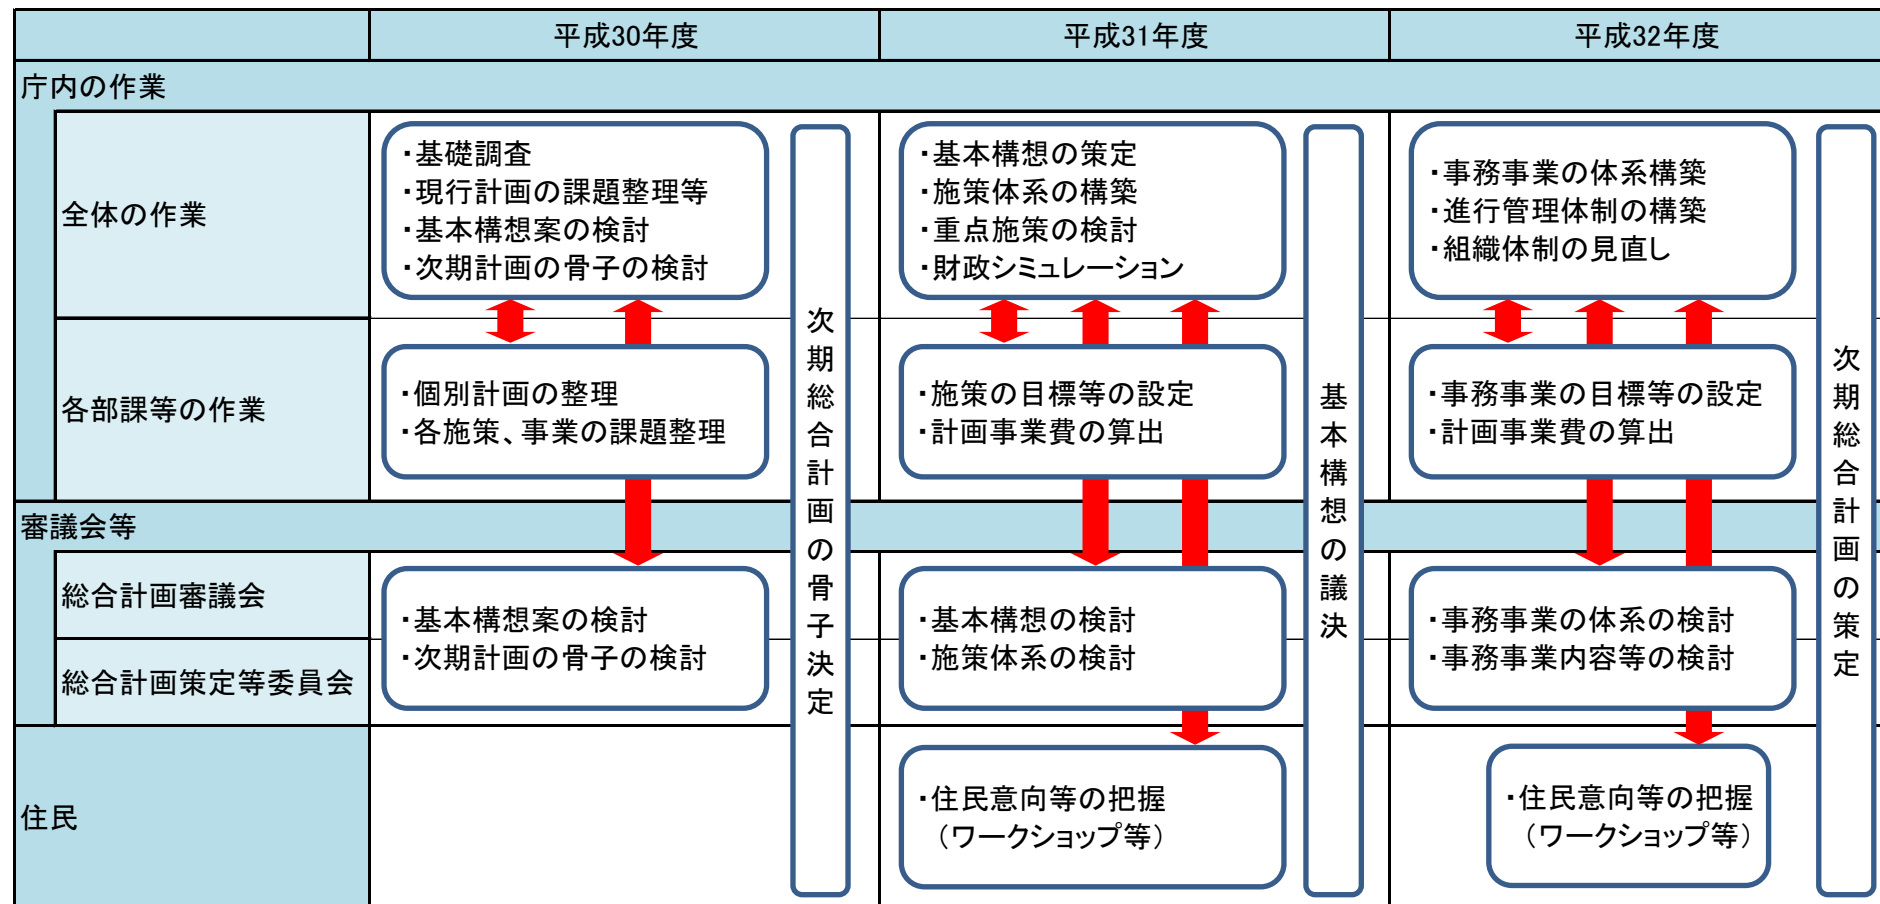 平成30年度
平成31年度
平成32年度
庁内の作業
全体の作業
・基礎調査
・現行計画の課題整理等
・基本構想案の検討
・次期計画の骨子の検討
・基本構想の策定
・施策体系の構築
・重点施策の検討
・財政シミュレーション
・事務事業の体系構築
・進行管理体制の構築
・組織体制の見直し
各部課等の作業
・個別計画の整理
・各施策、事業の課題整理
・施策の目標等の設定
・計画事業費の算出
・事務事業の目標等の設定
・計画事業費の算出
審議会等
総合計画審議会
総合計画策定等委員会
・基本構想案の検討
・次期計画の骨子の検討
・基本構想の検討
・施策体系の検討
・事務事業の体系の検討
・事務事業内容等の検討
住民
・住民意向等の把握
（ワークショップ等）
・住民意向等の把握
（ワークショップ等）
次期総合計画の骨子決定
基本構想の議決
次期総合計画の策定